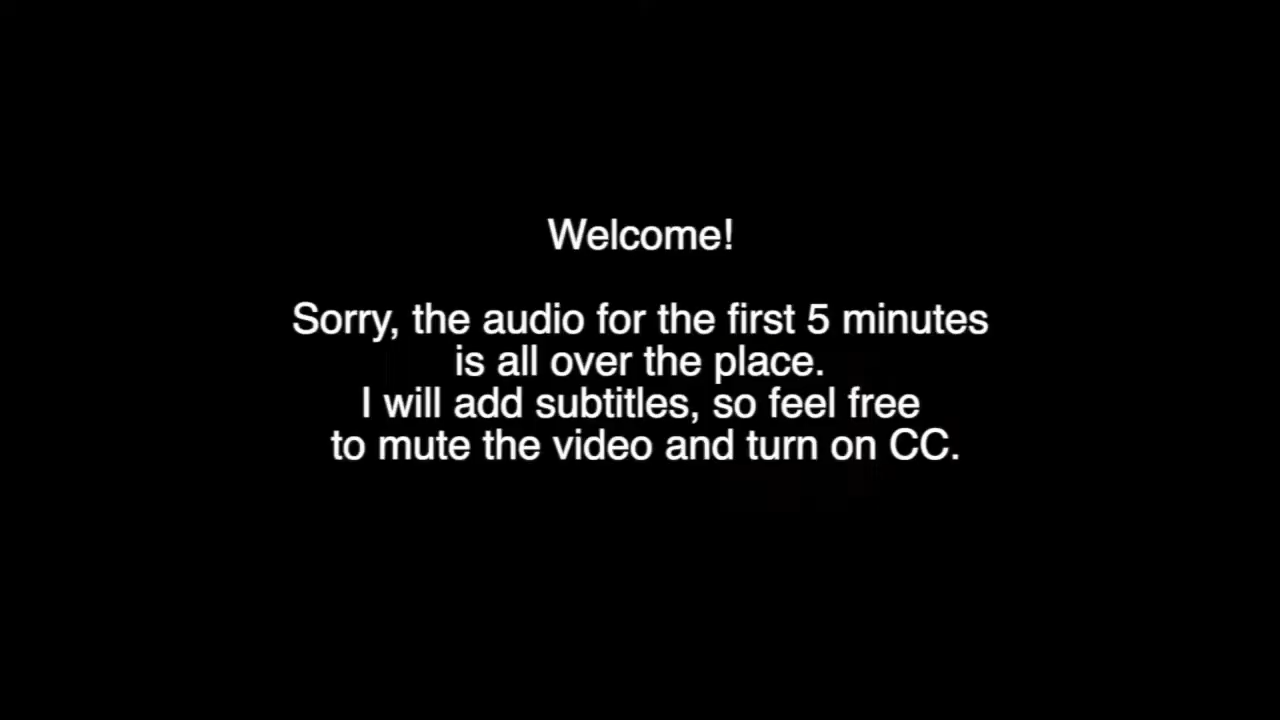 Welcome!
Sorry, the audio for the first 5 minutes
is all over the place.
I will add subtitles, so feel free
to mute the video and turn on CC.